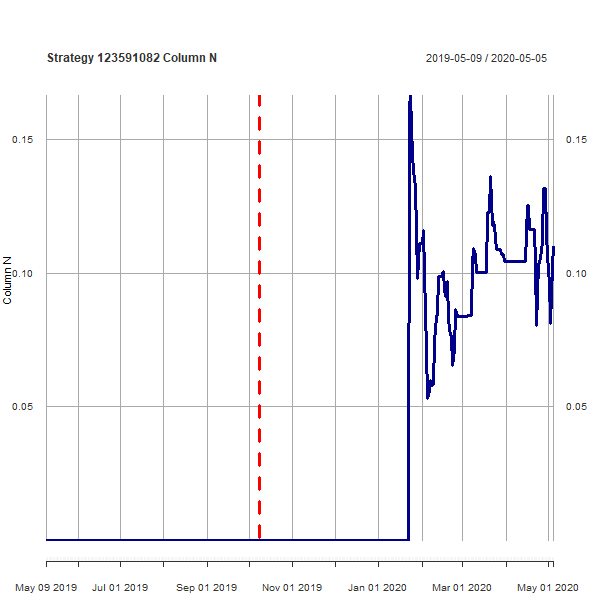 Strategy 123591082 Column N
2019-05-09 / 2020-05-05
0.15
0.15
0.10
0.10
0.05
0.05
Column N
May 09 2019
Jul 01 2019
Sep 01 2019
Nov 01 2019
Jan 01 2020
Mar 01 2020
May 01 2020